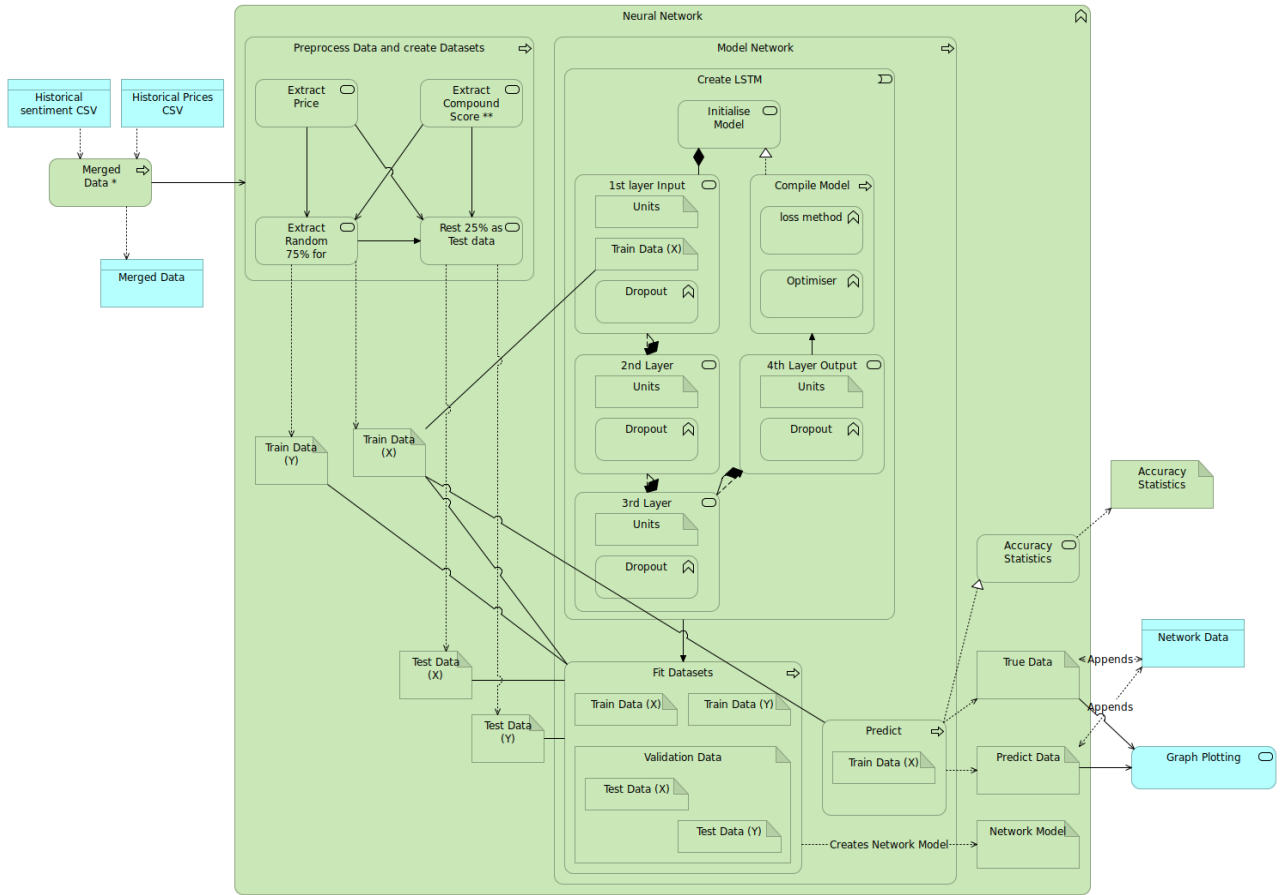 Neural Network
Preprocess Data and create Datasets
Model Network
Historical
sentiment CSV
Historical Prices
CSV
Extract
Price
Extract
Compound
Score **
Create LSTM
Initialise
Model
Merged
Data *
1st layer Input
Units
Train Data (X)
Dropout
Compile Model
loss method
Optimiser
Extract
Random
75% for
Rest 25% as
Test data
Merged Data
2nd Layer
Units
Dropout
4th Layer Output
Units
Dropout
Train Data
(Y)
Train Data
(X)
3rd Layer
Units
Dropout
Accuracy
Statistics
Accuracy
Statistics
Test Data
(X)
Test Data
(Y)
Fit Datasets
Train Data (X)
Train Data (Y)
Validation Data
Test Data (X)
Test Data (Y)
Predict
Train Data (X)
True Data
Appends
Network Data
Appends
Predict Data
Graph Plotting
Creates Network Model
Network Model